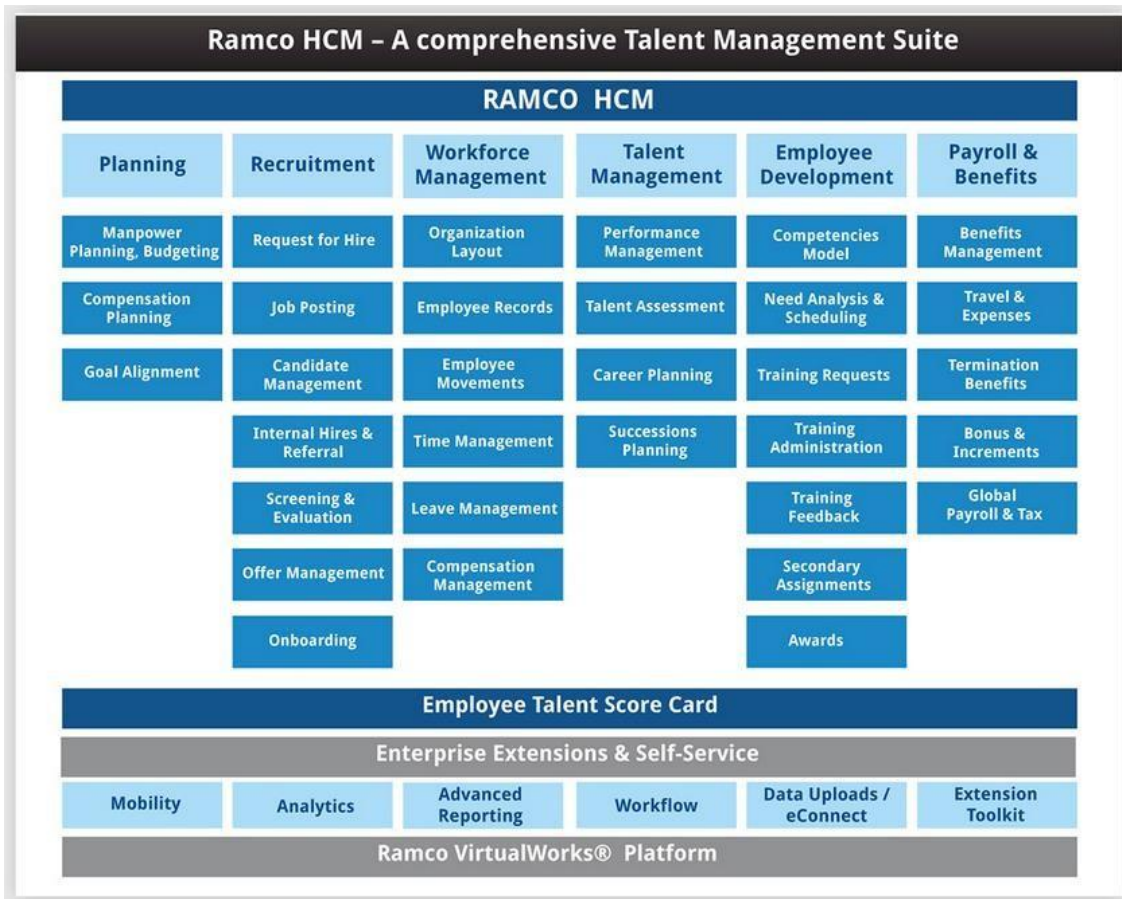 Ramco HCM – A comprehensive Talent Management Suite
RAMCO HCM
Planning
Recruitment
Workforce
Management
Talent
Management
Employee
Development
Payroll &
Benefits
Manpower
Planning, Budgeting
Request for Hire
Organization
Layout
Performance
Management
Competencies
Model
Benefits
Management
Compensation
Planning
Job Posting
Employee Records
Talent Assessment
Need Analysis &
Scheduling
Travel &
Expenses
Goal Alignment
Candidate
Management
Employee
Movements
Career Planning
Training Requests
Termination
Benefits
Internal Hires &
Referral
Time Management
Successions
Planning
Training
Administration
Bonus &
Increments
Screening &
Evaluation
Leave Management
Training
Feedback
Global
Payroll & Tax
Offer Management
Compensation
Management
Secondary
Assignments
Onboarding
Awards
Employee Talent Score Card
Enterprise Extensions & Self-Service
Mobility
Analytics
Advanced
Reporting
Workflow
Data Uploads /
eConnect
Extension
Toolkit
Ramco VirtualWorks® Platform